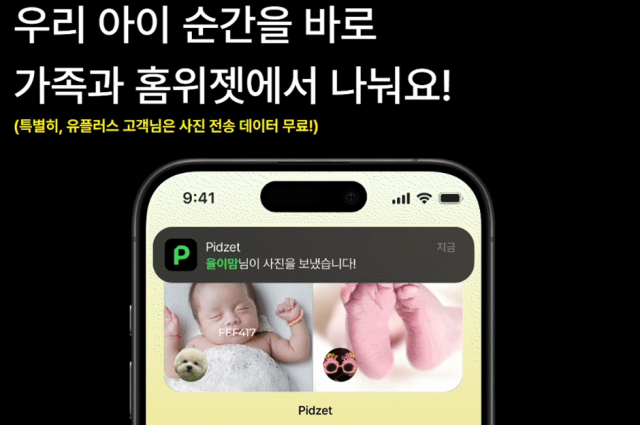 우리 아이 순간을 바로
가족과 홈위젯에서 나눠요!
(특별히, 유플러스 고객님은 사진 전송 데이터 무료!)
9:41
Pidzet
지금
율이맘님이 사진을 보냈습니다!
FFF417
Pidzet